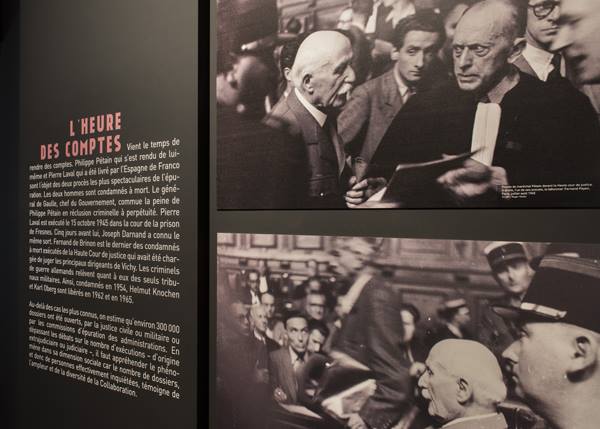 L'HEURE
DES COMPTES Vient le temps de
rendre des comptes. Philippe Pétain qui s'est rendu de lui-
même et Pierre Laval qui a été livré par l'Espagne de Franco
sont l'objet des deux procès les plus spectaculaires de l'épu-
ration. Les deux hommes sont condamnés à mort. Le géné-
ral de Gaulle, chef du Gouvernement, commue la peine de
Philippe Pétain en réclusion criminelle à perpétuité. Pierre
Laval est exécuté le 15 octobre 1945 dans la cour de la prison
de Fresnes. Cinq jours avant lui, Joseph Darnand a connu le
même sort. Fernand de Brinon est le dernier des condamnés
à mort exécutés de la Haute Cour de justice qui avait été char-
gée de juger les principaux dirigeants de Vichy. Les criminels
de guerre allemands relèvent quant à eux des seuls tribu-
naux militaires. Ainsi, condamnés en 1954, Helmut Knochen
et Karl Oberg sont libérés en 1962 et en 1965.
Au-delà des cas les plus connus, on estime qu'environ 300 000
dossiers ont été ouverts, par la justice civile ou militaire ou
par les commissions d'épuration des administrations. En
dépassant les débats sur le nombre d'exécutions – d'origine
extrajudiciaire ou judiciaire –, il faut appréhender le phéno-
mène dans sa dimension sociale car le nombre de dossiers,
et donc de personnes effectivement inquiétées, témoigne de
l'ampleur et de la diversité de la Collaboration.
Procès du maréchal Pétain devant la Haute cour de justice.